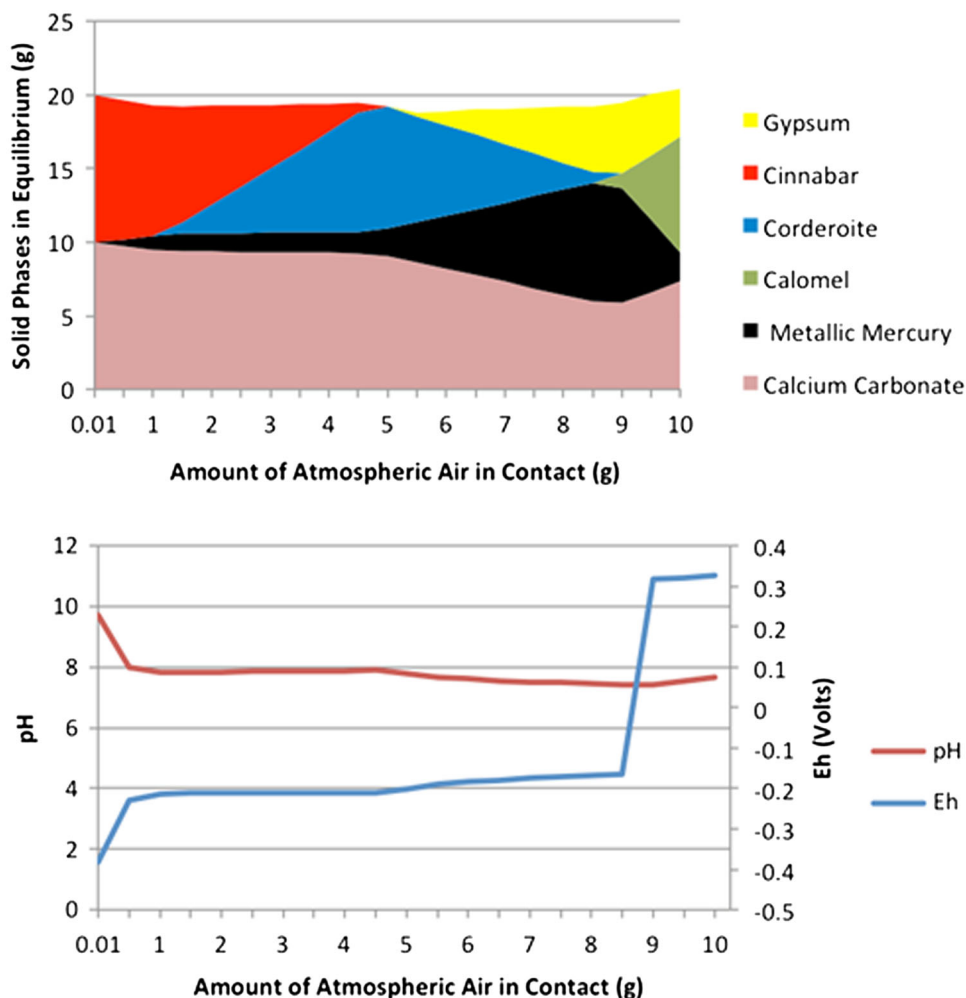 Solid Phases in Equilibrium (g)
25
20
15
10
5
0
0.01 1 2 3 4 5 6 7 8 9 10
Amount of Atmospheric Air in Contact (g)
Gypsum
Cinnabar
Corderoite
Calomel
Metallic Mercury
Calcium Carbonate
pH
12
10
8
6
4
2
0
0.01 1 2 3 4 5 6 7 8 9 10
Amount of Atmospheric Air in Contact (g)
0.4
0.3
0.2
0.1
0
-0.1
-0.2
-0.3
-0.4
-0.5
Eh (Volts)
pH
Eh